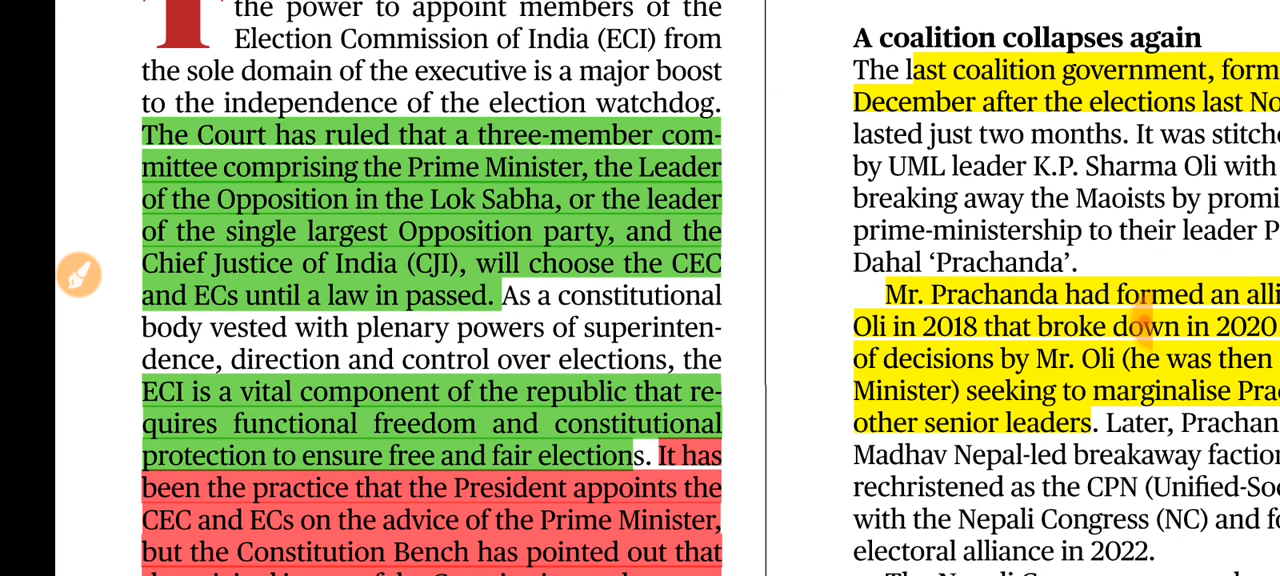 T the power to appoint members of the
Election Commission of India (ECI) from
the sole domain of the executive is a major boost
to the independence of the election watchdog.
The Court has ruled that a three-member com-
mittee comprising the Prime Minister, the Leader
of the Opposition in the Lok Sabha, or the leader
of the single largest Opposition party, and the
Chief Justice of India (CJI), will choose the CEC
and ECs until a law in passed. As a constitutional
body vested with plenary powers of superinten-
dence, direction and control over elections, the
ECI is a vital component of the republic that re-
quires functional freedom and constitutional
protection to ensure free and fair elections. It has
been the practice that the President appoints the
CEC and ECs on the advice of the Prime Minister,
but the Constitution Bench has pointed out that
A coalition collapses again
The last coalition government, form
December after the elections last No
lasted just two months. It was stitche
by UML leader K.P. Sharma Oli with
breaking away the Maoists by promi
prime-ministership to their leader P
Dahal ‘Prachanda’.
Mr. Prachanda had formed an alli
Oli in 2018 that broke down in 2020
of decisions by Mr. Oli (he was then
Minister) seeking to marginalise Pra
other senior leaders. Later, Prachan
Madhav Nepal-led breakaway faction
rechristened as the CPN (Unified-Soc
with the Nepali Congress (NC) and fo
electoral alliance in 2022.